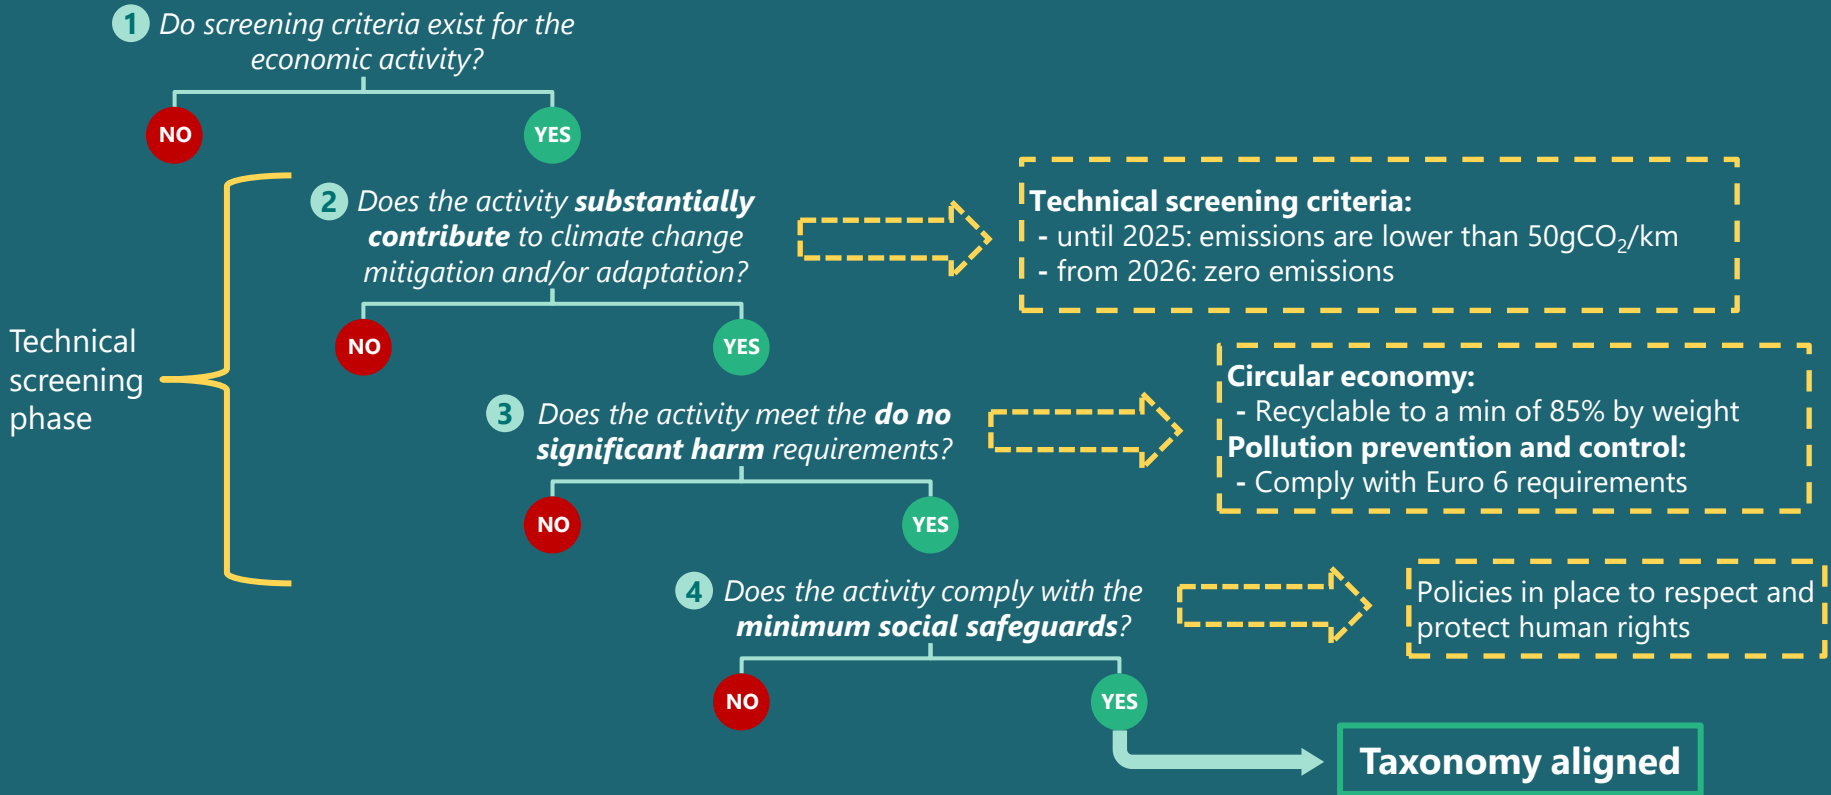 1 Do screening criteria exist for the
economic activity?
NO
YES
2 Does the activity substantially
contribute to climate change
mitigation and/or adaptation?
Technical screening criteria:
- until 2025: emissions are lower than 50gCO₂/km
- from 2026: zero emissions
NO
YES
Technical
screening
phase
3 Does the activity meet the do no
significant harm requirements?
Circular economy:
- Recyclable to a min of 85% by weight
Pollution prevention and control:
- Comply with Euro 6 requirements
NO
YES
4 Does the activity comply with the
minimum social safeguards?
Policies in place to respect and
protect human rights
NO
YES
Taxonomy aligned